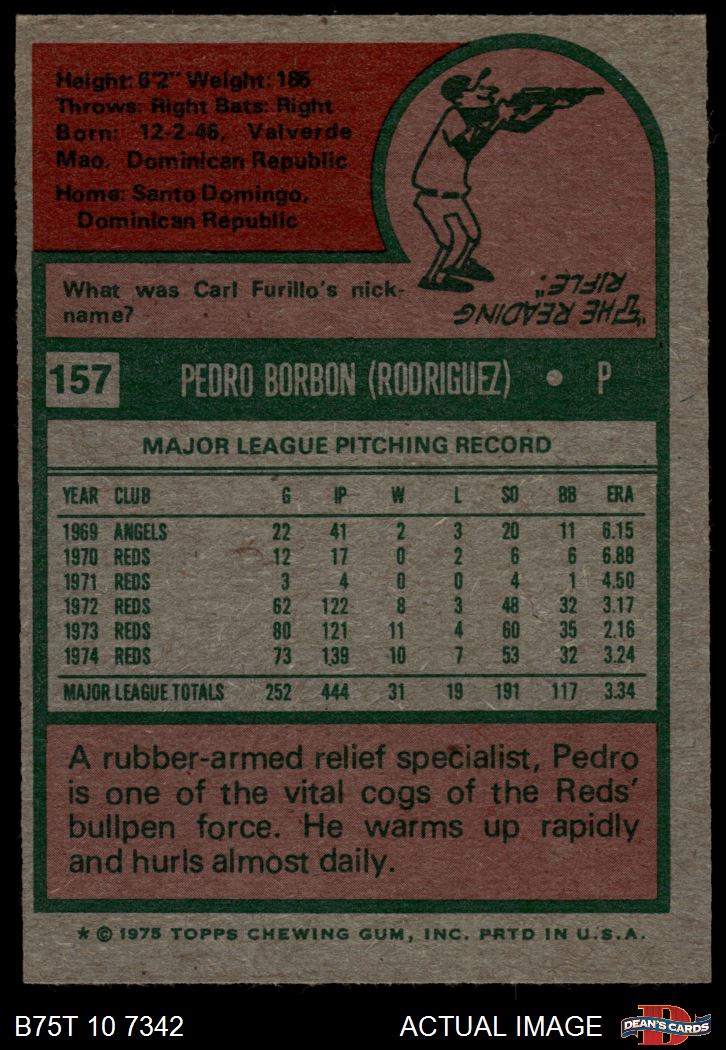 Height: 6'2" Weight: 185
Throws: Right Bats: Right
Born: 12-2-46, Valverde
Mao, Dominican Republic
Home: Santo Domingo,
Dominican Republic
What was Carl Furillo's nick-
name?
"THE READING
RIFLE."
157 PEDRO BORBON (RODRIGUEZ) • P
MAJOR LEAGUE PITCHING RECORD
YEAR CLUB G IP W L SO BB ERA
1969 ANGELS 22 41 2 3 20 11 6.15
1970 REDS 12 17 0 2 6 6 6.88
1971 REDS 3 4 0 0 4 1 4.50
1972 REDS 62 122 8 3 48 32 3.17
1973 REDS 80 121 11 4 60 35 2.16
1974 REDS 73 139 10 7 53 32 3.24
MAJOR LEAGUE TOTALS 252 444 31 19 191 117 3.34
A rubber-armed relief specialist, Pedro
is one of the vital cogs of the Reds'
bullpen force. He warms up rapidly
and hurls almost daily.
* © 1975 TOPPS CHEWING GUM, INC. PRTD IN U.S.A.
B75T 10 7342 ACTUAL IMAGE D DEAN'S CARDS